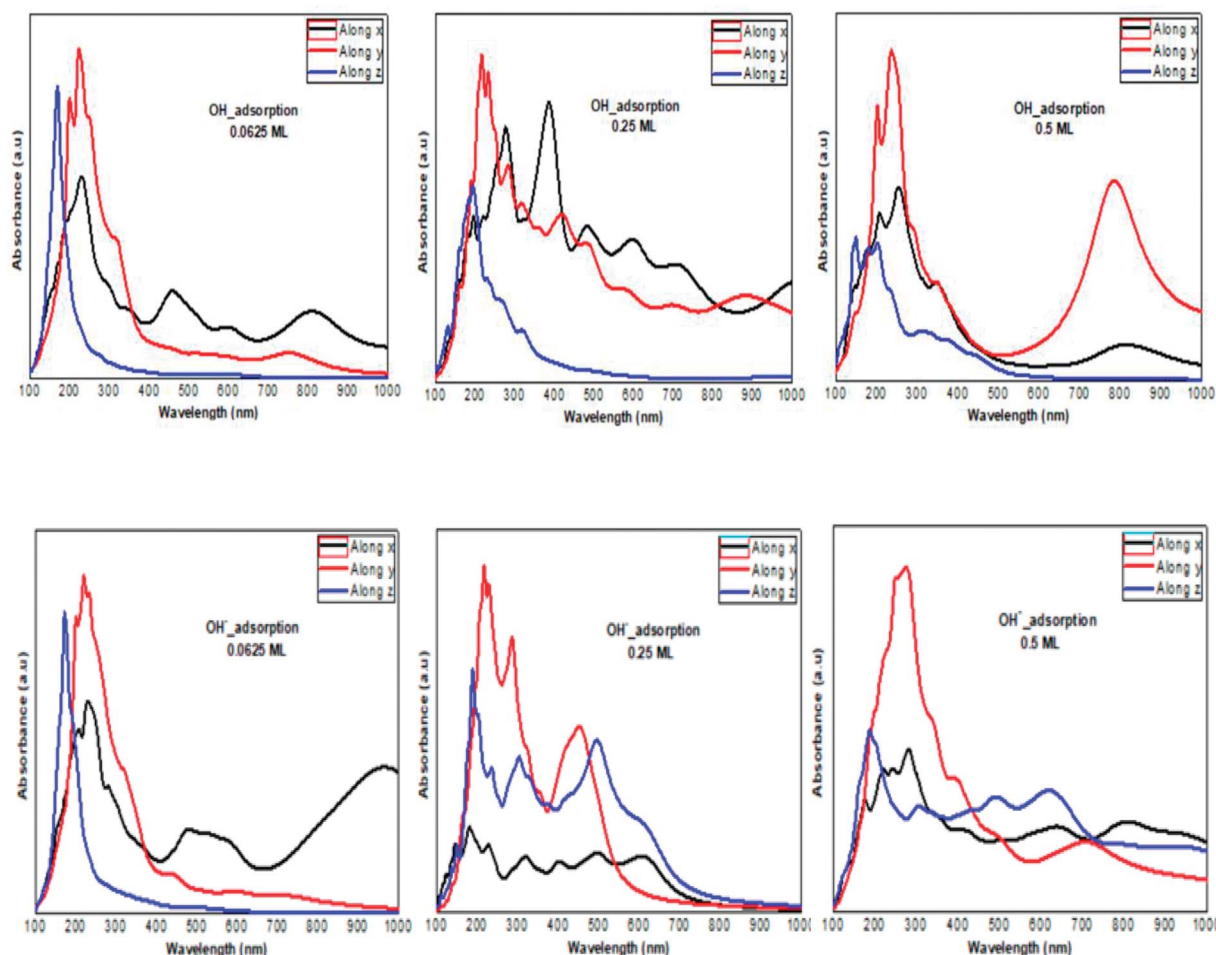 Along x
Along y
Along z
OH_adsorption
0.0625 ML
Absorbance (a.u)
100 200 300 400 500 600 700 800 900 1000
Wavelength (nm)
Along x
Along y
Along z
OH_adsorption
0.25 ML
Absorbance (a.u)
100 200 300 400 500 600 700 800 900 1000
Wavelength (nm)
Along x
Along y
Along z
OH_adsorption
0.5 ML
Absorbance (a.u)
100 200 300 400 500 600 700 800 900 1000
Wavelength (nm)
Along x
Along y
Along z
OH⁻_adsorption
0.0625 ML
Absorbance (a.u)
100 200 300 400 500 600 700 800 900 1000
Wavelength (nm)
Along x
Along y
Along z
OH⁻_adsorption
0.25 ML
Absorbance (a.u)
100 200 300 400 500 600 700 800 900 1000
Wavelength (nm)
Along x
Along y
Along z
OH⁻_adsorption
0.5 ML
Absorbance (a.u)
100 200 300 400 500 600 700 800 900 1000
Wavelength (nm)